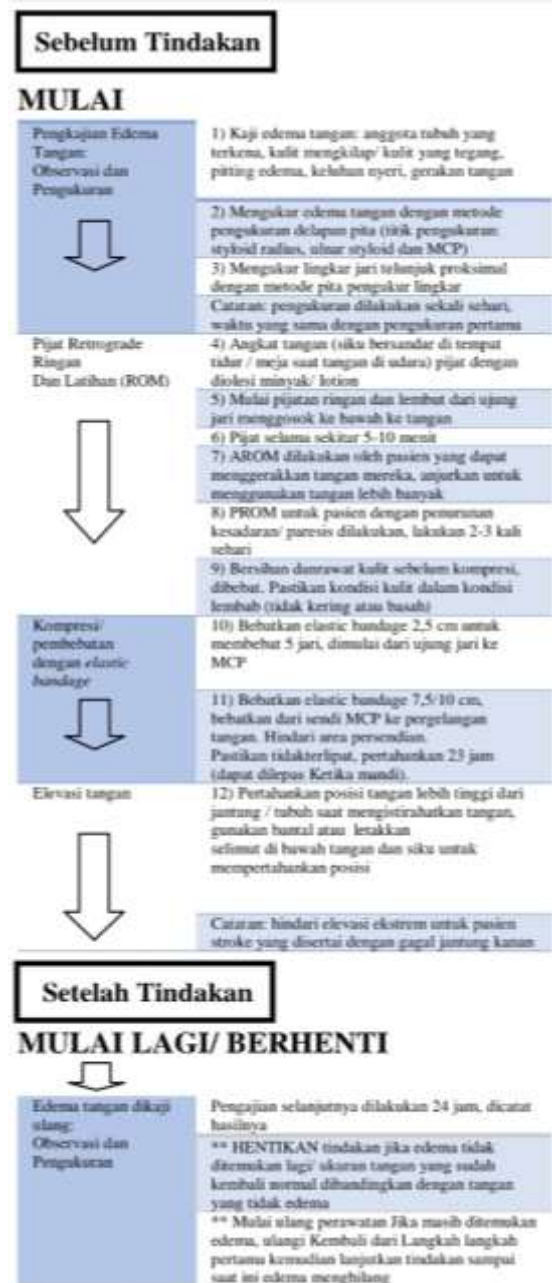 Sebelum Tindakan
MULAI
Pengkajian Edema
Tangan:
Observasi dan
Pengukuran
1) Kaji edema tangan: anggota tubuh yang
terkena, kulit mengkilap/ kulit yang tegang,
pitting edema, keluhan nyeri, gerakan tangan
2) Mengukur edema tangan dengan metode
pengukuran delapan pita (titik pengukuran:
styloid radius, ulnar styloid dan MCP)
3) Mengukur lingkar jari telunjuk proksimal
dengan metode pita pengukur lingkar
Catatan: pengukuran dilakukan sekali sehari,
waktu yang sama dengan pengukuran pertama
Pijat Retrograde
Ringan
Dan Latihan (ROM)
4) Angkat tangan (siku bersandar di tempat
tidur / meja saat tangan di udara) pijat dengan
diolesi minyak/ lotion
5) Mulai pijatan ringan dan lembut dari ujung
jari menggosok ke bawah ke tangan
6) Pijat selama sekitar 5-10 menit
7) AROM dilakukan oleh pasien yang dapat
menggerakkan tangan mereka, anjurkan untuk
menggunakan tangan lebih banyak
8) PROM untuk pasien dengan penurunan
kesadaran/ paresis dilakukan, lakukan 2-3 kali
sehari
9) Bersihan danrawat kulit sebelum kompresi,
dibebat. Pastikan kondisi kulit dalam kondisi
lembab (tidak kering atau basah)
Kompresi/
pembebatan
dengan elastic
bandage
10) Bebatkan elastic bandage 2,5 cm untuk
membebat 5 jari, dimulai dari ujung jari ke
MCP
11) Bebatkan elastic bandage 7,5/10 cm,
bebatkan dari sendi MCP ke pergelangan
tangan. Hindari area persendian.
Pastikan tidakterlipat, pertahankan 23 jam
(dapat dilepas Ketika mandi).
Elevasi tangan
12) Pertahankan posisi tangan lebih tinggi dari
jantung / tubuh saat mengistirahatkan tangan,
gunakan bantal atau letakkan
selimut di bawah tangan dan siku untuk
mempertahankan posisi
Catatan: hindari elevasi ekstrem untuk pasien
stroke yang disertai dengan gagal jantung kanan
Setelah Tindakan
MULAI LAGI/ BERHENTI
Edema tangan dikaji
ulang:
Observasi dan
Pengukuran
Pengajian selanjutnya dilakukan 24 jam, dicatat
hasilnya
** HENTIKAN tindakan jika edema tidak
ditemukan lagi/ ukuran tangan yang sudah
kembali normal dibandingkan dengan tangan
yang tidak edema
** Mulai ulang perawatan Jika masih ditemukan
edema, ulangi Kembali dari Langkah langkah
pertama kemudian lanjutkan tindakan sampai
saat ini edema menghilang